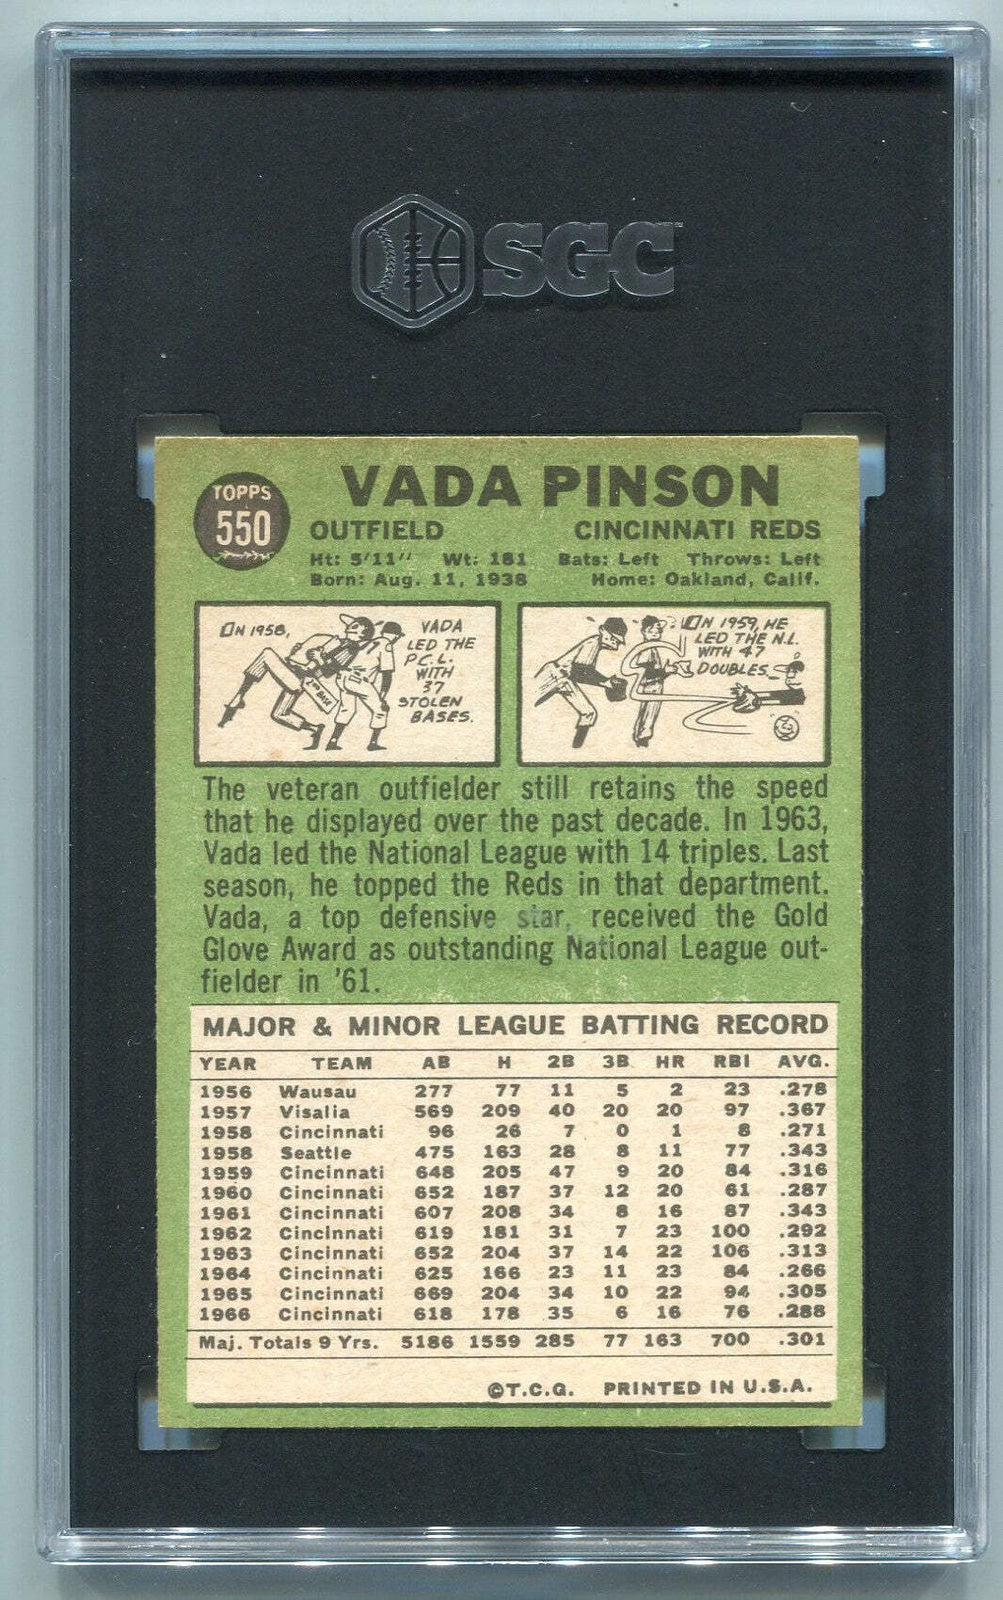 SGC
TOPPS
550
VADA PINSON
OUTFIELD CINCINNATI REDS
Ht: 5'11" Wt: 181 Bats: Left Throws: Left
Born: Aug. 11, 1938 Home: Oakland, Calif.
IN 1958,
VADA
LED THE
P.C.L.
WITH
37
STOLEN
BASES.
2ND BASE
IN 1959, HE
LED THE N.L.
WITH 47
DOUBLES
The veteran outfielder still retains the speed
that he displayed over the past decade. In 1963,
Vada led the National League with 14 triples. Last
season, he topped the Reds in that department.
Vada, a top defensive star, received the Gold
Glove Award as outstanding National League out-
fielder in '61.
MAJOR & MINOR LEAGUE BATTING RECORD
YEAR TEAM AB H 2B 3B HR RBI AVG.
1956 Wausau 277 77 11 5 2 23 .278
1957 Visalia 569 209 40 20 20 97 .367
1958 Cincinnati 96 26 7 0 1 8 .271
1958 Seattle 475 163 28 8 11 77 .343
1959 Cincinnati 648 205 47 9 20 84 .316
1960 Cincinnati 652 187 37 12 20 61 .287
1961 Cincinnati 607 208 34 8 16 87 .343
1962 Cincinnati 619 181 31 7 23 100 .292
1963 Cincinnati 652 204 37 14 22 106 .313
1964 Cincinnati 625 166 23 11 23 84 .266
1965 Cincinnati 669 204 34 10 22 94 .305
1966 Cincinnati 618 178 35 6 16 76 .288
Maj. Totals 9 Yrs. 5186 1559 285 77 163 700 .301
©T.C.G. PRINTED IN U.S.A.